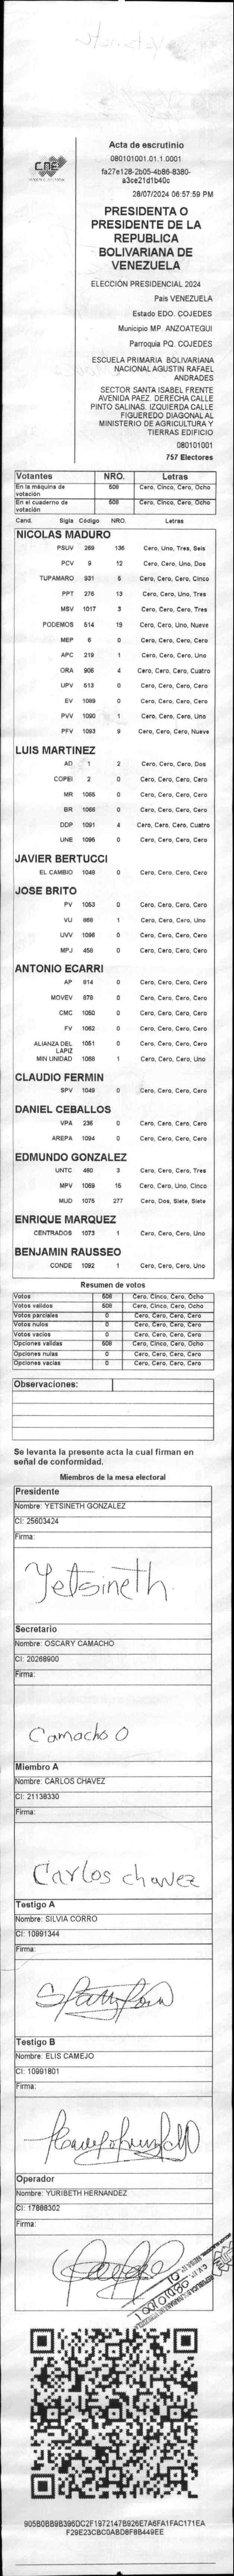 CNE
Acta de escrutinio
080101001.01.1.0001
fa27e128-2b05-4b86-8380-
a3ce21d1b40c
28/07/2024 06:57:59 PM
PRESIDENTA O
PRESIDENTE DE LA
REPUBLICA
BOLIVARIANA DE
VENEZUELA
ELECCIÓN PRESIDENCIAL 2024
País VENEZUELA
Estado EDO. COJEDES
Municipio MP. ANZOATEGUI
Parroquia PQ. COJEDES
ESCUELA PRIMARIA BOLIVARIANA
NACIONAL AGUSTIN RAFAEL
ANDRADES
SECTOR SANTA ISABEL FRENTE
AVENIDA PAEZ. DERECHA CALLE
PINTO SALINAS. IZQUIERDA CALLE
FIGUEREDO DIAGONAL AL
MINISTERIO DE AGRICULTURA Y
TIERRAS EDIFICIO
080101001
757 Electores
Votantes NRO. Letras
En la máquina de votación 508 Cero, Cinco, Cero, Ocho
En el cuaderno de votación 508 Cero, Cinco, Cero, Ocho
Cand. Sigla Código NRO. Letras
NICOLAS MADURO
PSUV 269 136 Cero, Uno, Tres, Seis
PCV 9 12 Cero, Cero, Uno, Dos
TUPAMARO 931 5 Cero, Cero, Cero, Cinco
PPT 276 13 Cero, Cero, Uno, Tres
MSV 1017 3 Cero, Cero, Cero, Tres
PODEMOS 514 19 Cero, Cero, Uno, Nueve
MEP 6 0 Cero, Cero, Cero, Cero
APC 219 1 Cero, Cero, Cero, Uno
ORA 906 4 Cero, Cero, Cero, Cuatro
UPV 613 0 Cero, Cero, Cero, Cero
EV 1089 0 Cero, Cero, Cero, Cero
PVV 1090 1 Cero, Cero, Cero, Uno
PFV 1093 9 Cero, Cero, Cero, Nueve
LUIS MARTINEZ
AD 1 2 Cero, Cero, Cero, Dos
COPEI 2 0 Cero, Cero, Cero, Cero
MR 1065 0 Cero, Cero, Cero, Cero
BR 1066 0 Cero, Cero, Cero, Cero
DDP 1091 4 Cero, Cero, Cero, Cuatro
UNE 1095 0 Cero, Cero, Cero, Cero
JAVIER BERTUCCI
EL CAMBIO 1048 0 Cero, Cero, Cero, Cero
JOSE BRITO
PV 1053 0 Cero, Cero, Cero, Cero
VU 868 1 Cero, Cero, Cero, Uno
UVV 1096 0 Cero, Cero, Cero, Cero
MPJ 458 0 Cero, Cero, Cero, Cero
ANTONIO ECARRI
AP 814 0 Cero, Cero, Cero, Cero
MOVEV 878 0 Cero, Cero, Cero, Cero
CMC 1050 0 Cero, Cero, Cero, Cero
FV 1062 0 Cero, Cero, Cero, Cero
ALIANZA DEL LAPIZ 1051 0 Cero, Cero, Cero, Cero
MIN UNIDAD 1068 1 Cero, Cero, Cero, Uno
CLAUDIO FERMIN
SPV 1049 0 Cero, Cero, Cero, Cero
DANIEL CEBALLOS
VPA 236 0 Cero, Cero, Cero, Cero
AREPA 1094 0 Cero, Cero, Cero, Cero
EDMUNDO GONZALEZ
UNTC 460 3 Cero, Cero, Cero, Tres
MPV 1069 15 Cero, Cero, Uno, Cinco
MUD 1075 277 Cero, Dos, Siete, Siete
ENRIQUE MARQUEZ
CENTRADOS 1073 1 Cero, Cero, Cero, Uno
BENJAMIN RAUSSEO
CONDE 1092 1 Cero, Cero, Cero, Uno
Resumen de votos
Votos 508 Cero, Cinco, Cero, Ocho
Votos validos 508 Cero, Cinco, Cero, Ocho
Votos parciales 0 Cero, Cero, Cero, Cero
Votos nulos 0 Cero, Cero, Cero, Cero
Votos vacios 0 Cero, Cero, Cero, Cero
Opciones validas 508 Cero, Cinco, Cero, Ocho
Opciones nulas 0 Cero, Cero, Cero, Cero
Opciones vacias 0 Cero, Cero, Cero, Cero
Observaciones:
Se levanta la presente acta la cual firman en
señal de conformidad.
Miembros de la mesa electoral
Presidente
Nombre: YETSINETH GONZALEZ
CI: 25603424
Firma:
Yetsineth
Secretario
Nombre: OSCARY CAMACHO
CI: 20268900
Firma:
Camacho O
Miembro A
Nombre: CARLOS CHAVEZ
CI: 21138330
Firma:
Carlos chavez
Testigo A
Nombre: SILVIA CORRO
CI: 10991344
Firma:
Testigo B
Nombre: ELIS CAMEJO
CI: 10991801
Firma:
Operador
Nombre: YURIBETH HERNANDEZ
CI: 17888302
Firma:
905B0BB9B396DC2F1972147B926E7A6FA1FAC171EA
F29E23CBC0ABD8F8B449EE